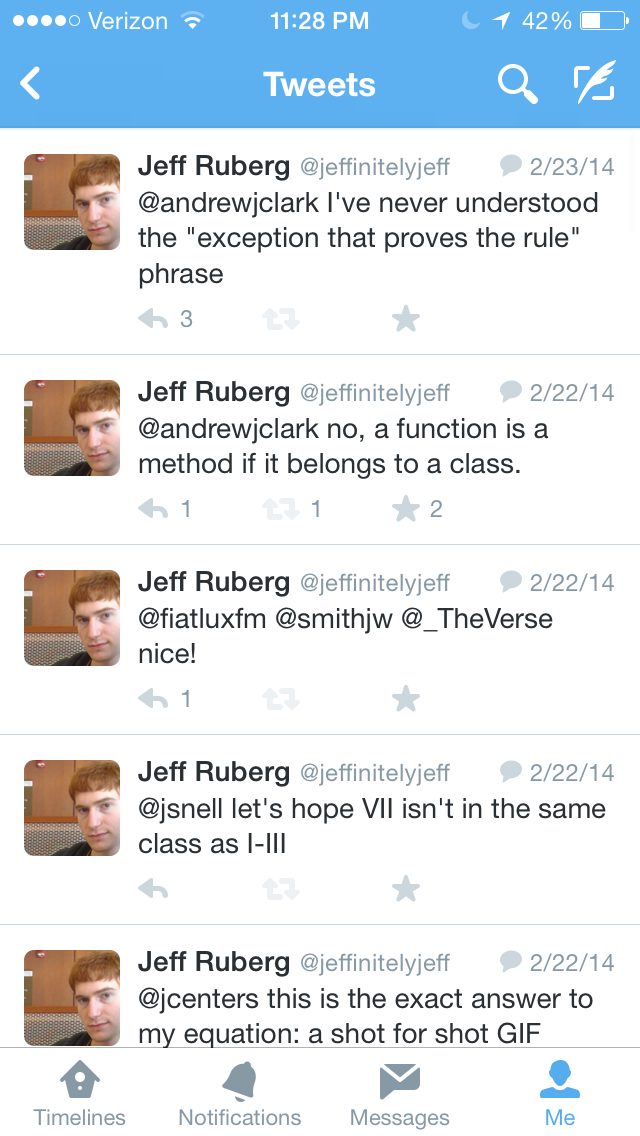 Verizon 11:28 PM 42%
Tweets
Jeff Ruberg @jeffinitelyjeff 2/23/14
@andrewjclark I've never understood
the "exception that proves the rule"
phrase
3
Jeff Ruberg @jeffinitelyjeff 2/22/14
@andrewjclark no, a function is a
method if it belongs to a class.
1 1 2
Jeff Ruberg @jeffinitelyjeff 2/22/14
@fiatluxfm @smithjw @_TheVerse
nice!
1
Jeff Ruberg @jeffinitelyjeff 2/22/14
@jsnell let's hope VII isn't in the same
class as I-III
Jeff Ruberg @jeffinitelyjeff 2/22/14
@jcenters this is the exact answer to
my equation: a shot for shot GIF
Timelines Notifications Messages Me